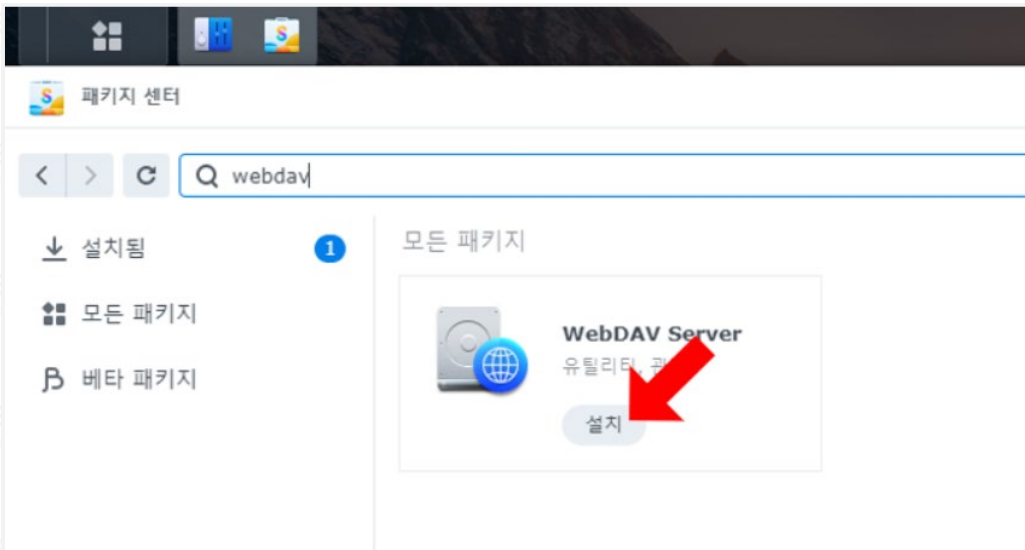 패키지 센터
webdav
설치됨
1
모든 패키지
베타 패키지
모든 패키지
WebDAV Server
유틸리티,
설치